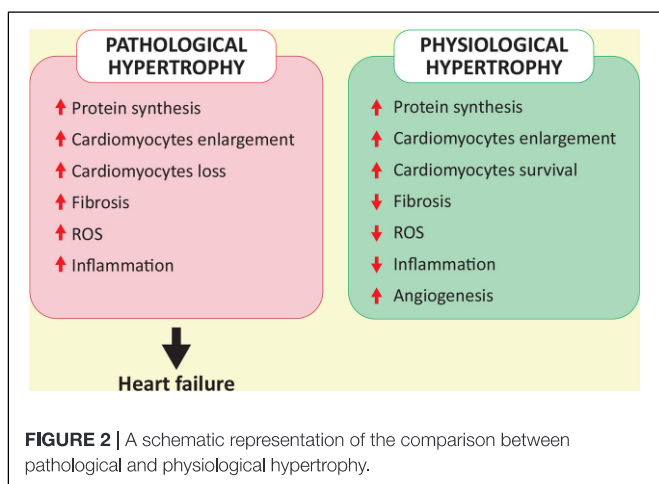 PATHOLOGICAL
HYPERTROPHY
Protein synthesis
Cardiomyocytes enlargement
Cardiomyocytes loss
Fibrosis
ROS
Inflammation
Heart failure
PHYSIOLOGICAL
HYPERTROPHY
Protein synthesis
Cardiomyocytes enlargement
Cardiomyocytes survival
Fibrosis
ROS
Inflammation
Angiogenesis
FIGURE 2 | A schematic representation of the comparison between
pathological and physiological hypertrophy.